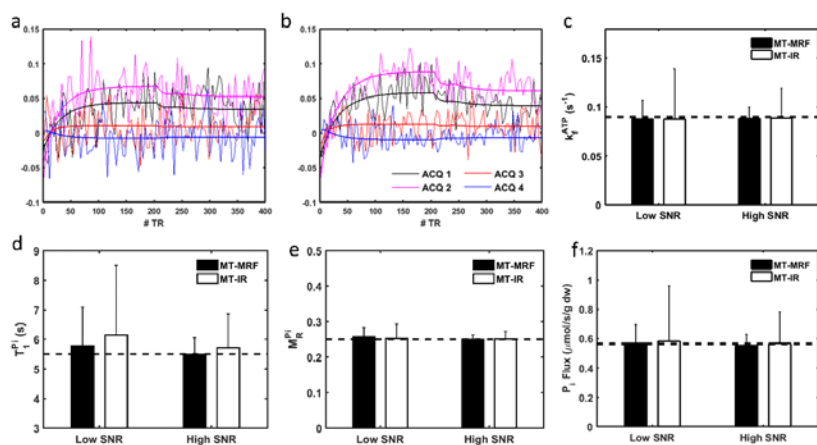 a
0.15
0.1
0.05
0
-0.05
-0.1
0 50 100 150 200 250 300 350 400
# TR
b
0.15
0.1
0.05
0
-0.05
-0.1
ACQ 1 ACQ 3
ACQ 2 ACQ 4
0 50 100 150 200 250 300 350 400
# TR
c
MT-MRF
MT-IR
0.15
0.1
0.05
0
k_f^ATP (s⁻¹)
Low SNR High SNR
d
9
8
7
6
5
4
3
T_1^Pi (s)
MT-MRF
MT-IR
Low SNR High SNR
e
0.5
0.4
0.3
0.2
0.1
0
M_R^Pi
MT-MRF
MT-IR
Low SNR High SNR
f
1.2
1
0.8
0.6
0.4
0.2
0
P_i Flux (μmol/s/g dw)
MT-MRF
MT-IR
Low SNR High SNR